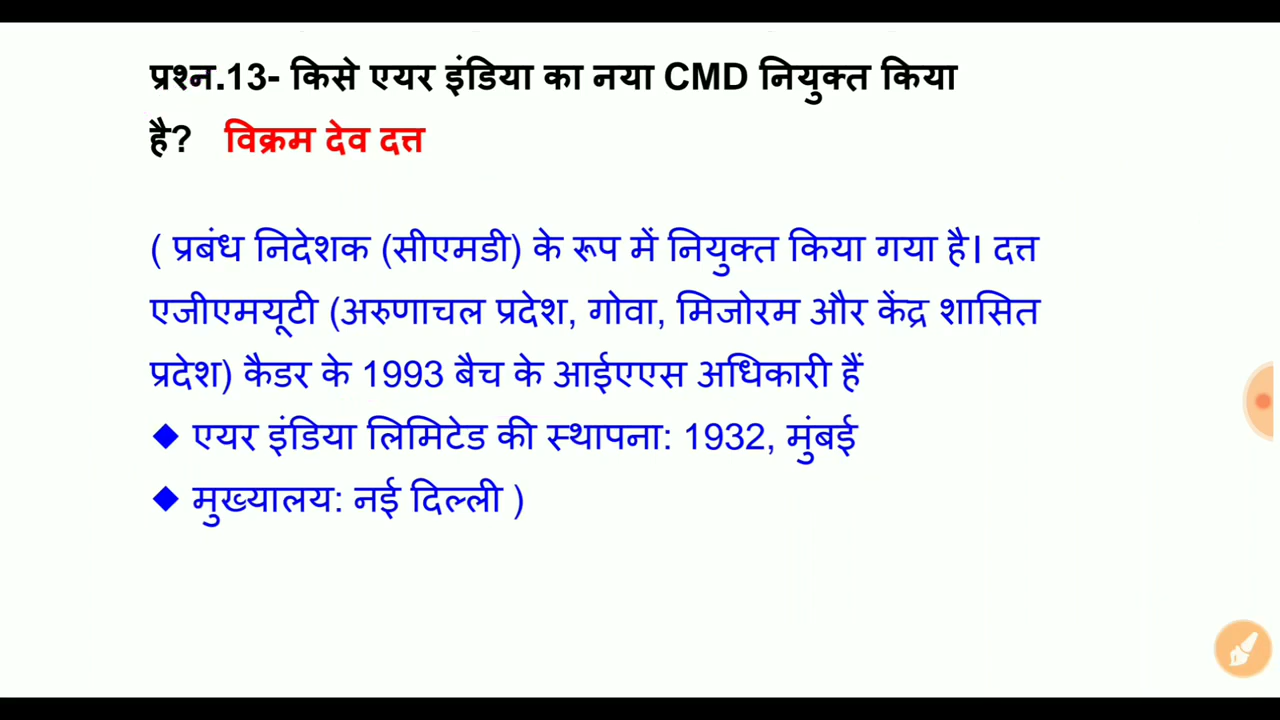 प्रश्न.13- किसे एयर इंडिया का नया CMD नियुक्त किया
है? विक्रम देव दत्त
( प्रबंध निदेशक (सीएमडी) के रूप में नियुक्त किया गया है। दत्त
एजीएमयूटी (अरुणाचल प्रदेश, गोवा, मिजोरम और केंद्र शासित
प्रदेश) कैडर के 1993 बैच के आईएएस अधिकारी हैं
◆ एयर इंडिया लिमिटेड की स्थापना: 1932, मुंबई
◆ मुख्यालय: नई दिल्ली )